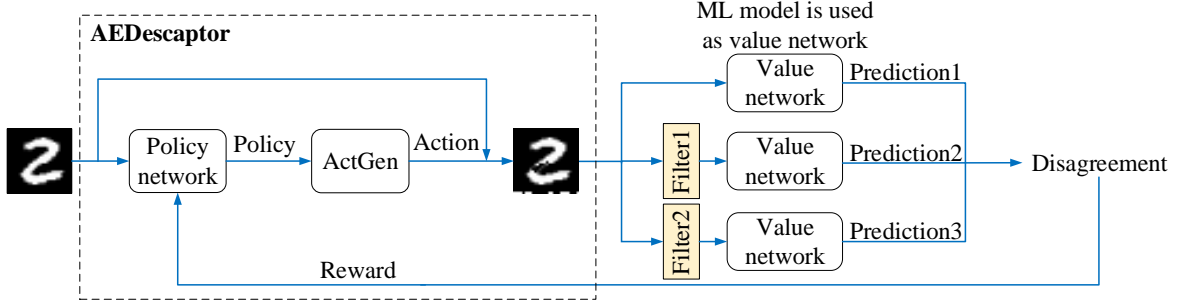 ML model is used
as value network
AEDescaptor
Value
network
Prediction1
Policy
network
Policy
ActGen
Action
Filter1
Value
network
Prediction2
Disagreement
Filter2
Value
network
Prediction3
Reward